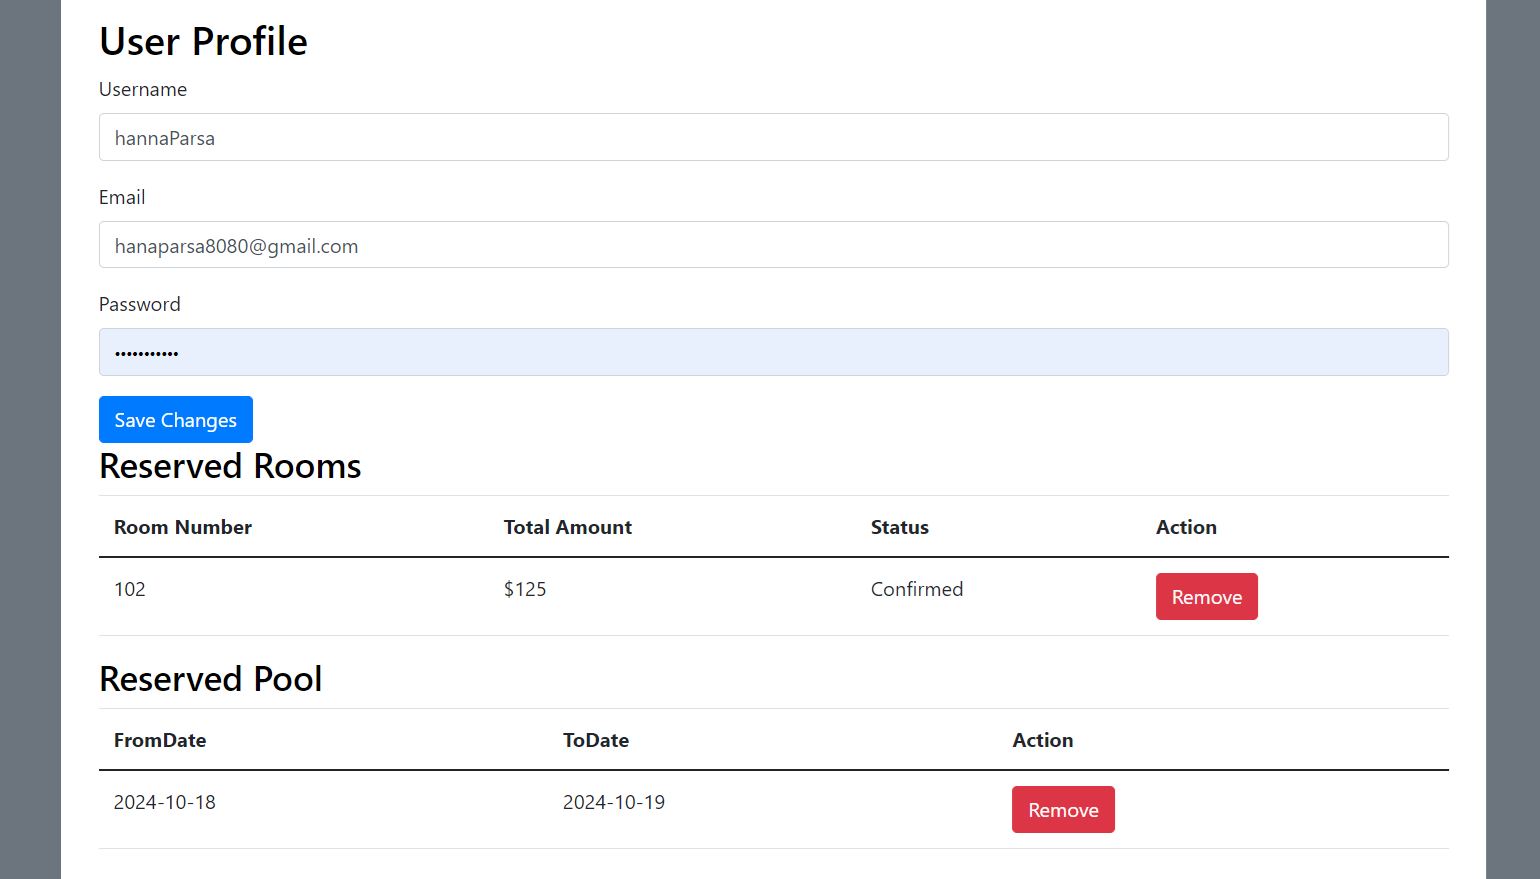 User Profile
Username
hannaParsa
Email
hanaparsa8080@gmail.com
Password
•••••••••••
Save Changes
Reserved Rooms
Room Number Total Amount Status Action
102 $125 Confirmed Remove
Reserved Pool
FromDate ToDate Action
2024-10-18 2024-10-19 Remove